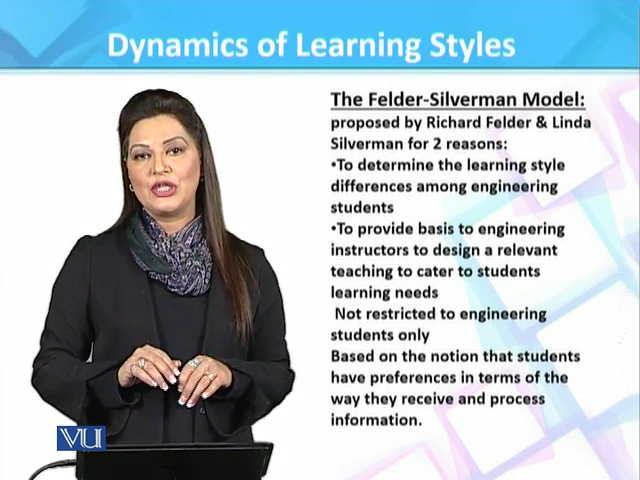 Dynamics of Learning Styles
The Felder-Silverman Model:
proposed by Richard Felder & Linda
Silverman for 2 reasons:
•To determine the learning style
differences among engineering
students
•To provide basis to engineering
instructors to design a relevant
teaching to cater to students
learning needs
Not restricted to engineering
students only
Based on the notion that students
have preferences in terms of the
way they receive and process
information.
VU